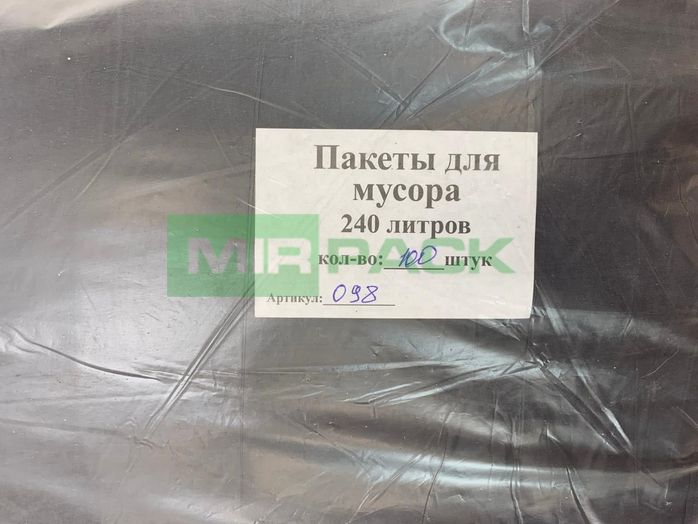 Пакеты для
мусора
240 литров
MIRPACK
кол-во: 100 штук
Артикул: 098